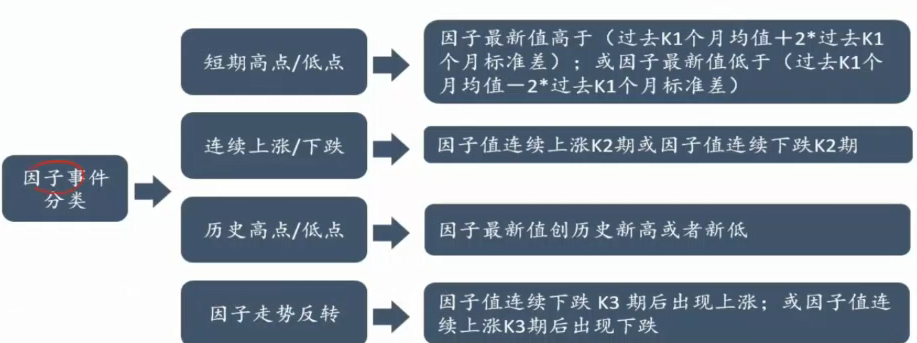 因子事件
分类
短期高点/低点
因子最新值高于（过去K1个月均值＋2*过去K1
个月标准差）；或因子最新值低于（过去K1个
月均值－2*过去K1个月标准差）
连续上涨/下跌
因子值连续上涨K2期或因子值连续下跌K2期
历史高点/低点
因子最新值创历史新高或者新低
因子走势反转
因子值连续下跌 K3 期后出现上涨；或因子值连
续上涨K3期后出现下跌